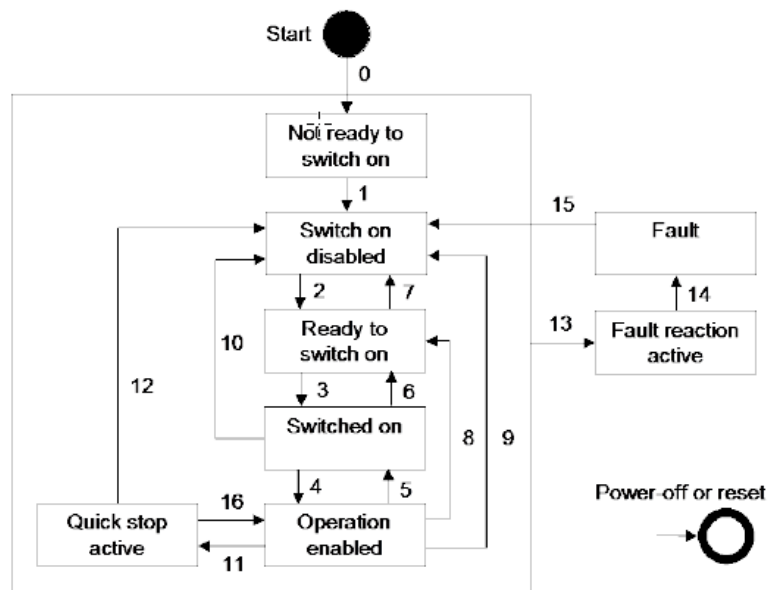 Start
0
Not ready to
switch on
1
15
Switch on
disabled
Fault
2
7
14
10
Ready to
switch on
13
Fault reaction
active
12
3
6
Switched on
8
9
4
5
Power-off or reset
16
Quick stop
active
Operation
enabled
11